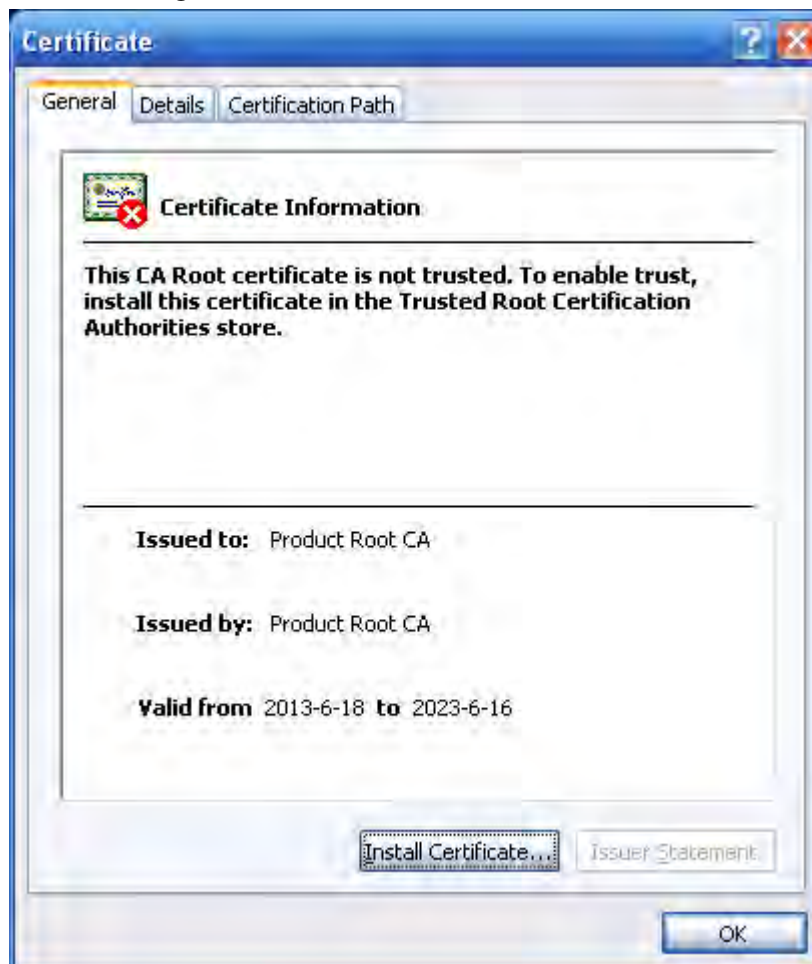 Certificate
General Details Certification Path
Certificate Information
This CA Root certificate is not trusted. To enable trust,
install this certificate in the Trusted Root Certification
Authorities store.
Issued to: Product Root CA
Issued by: Product Root CA
Valid from 2013-6-18 to 2023-6-16
Install Certificate... Issuer Statement
OK